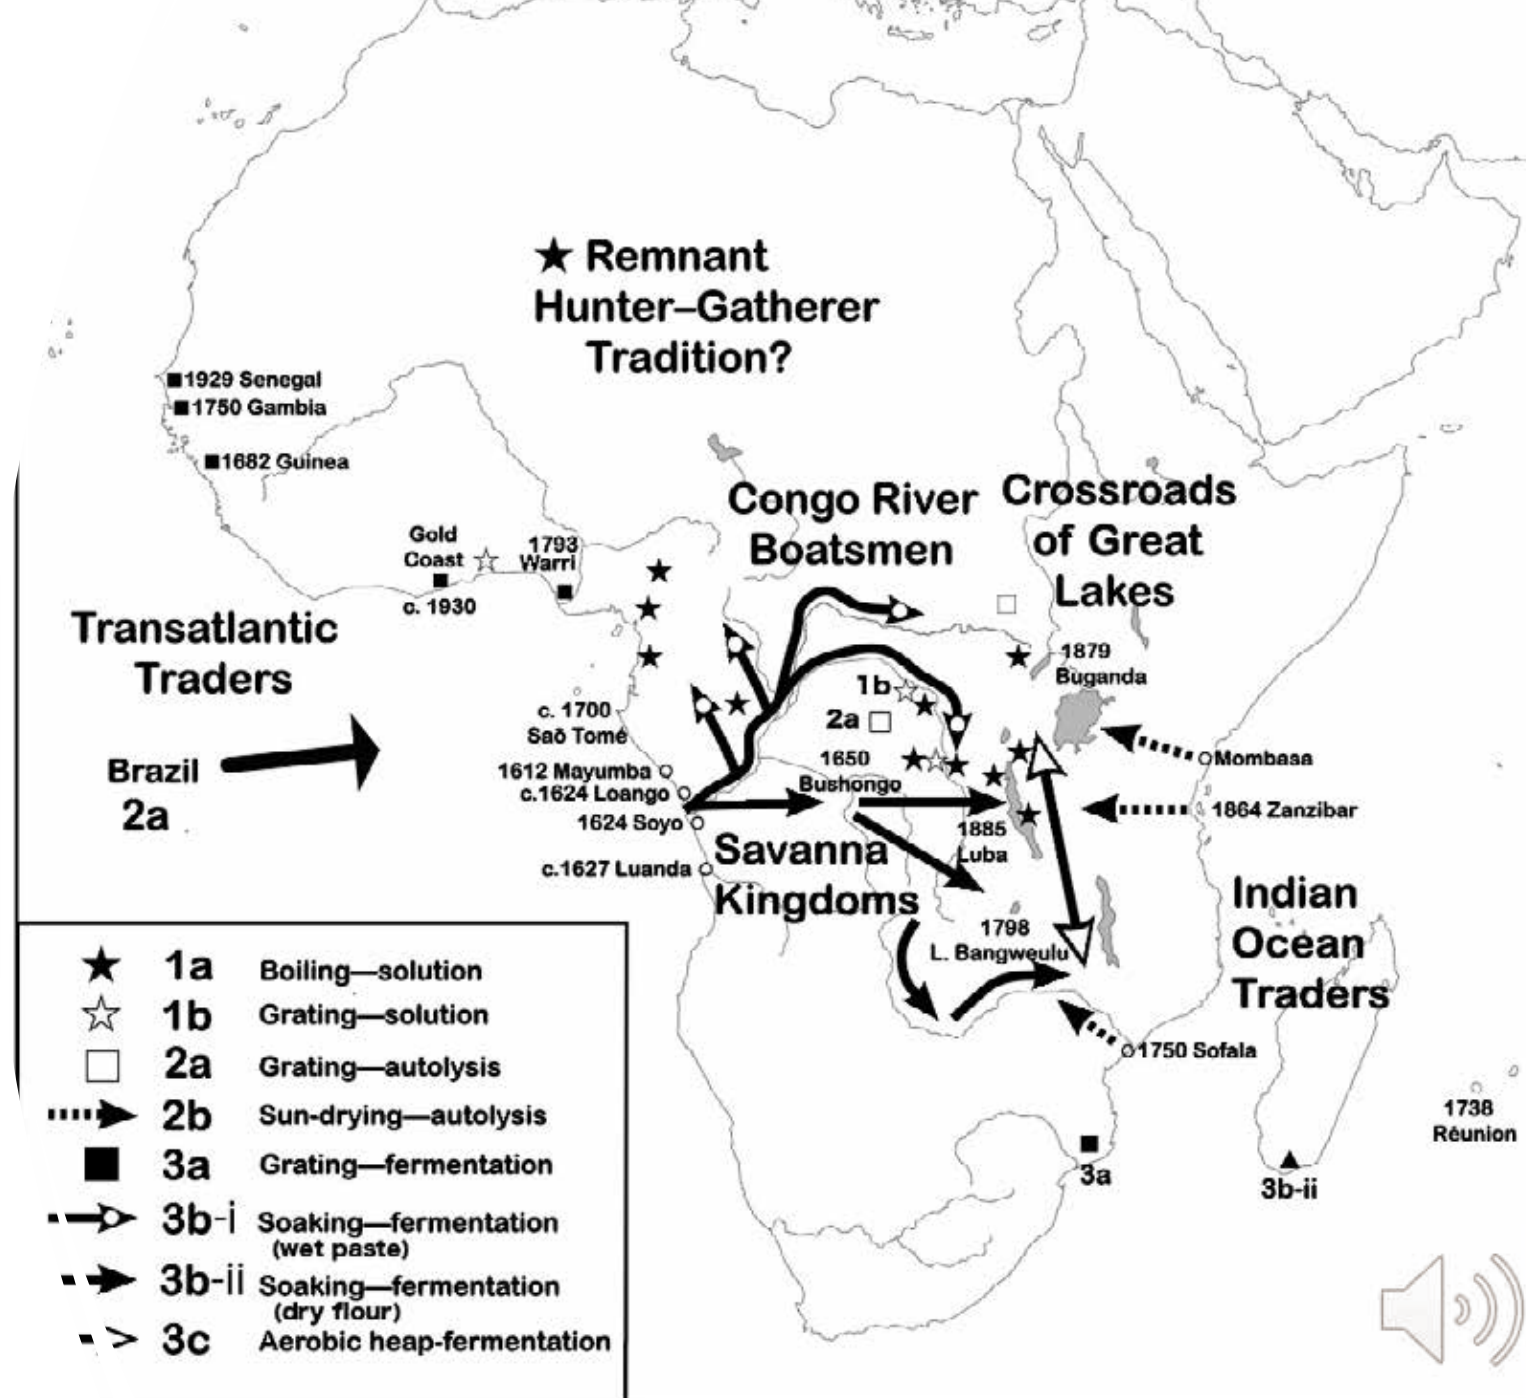 Remnant
Hunter–Gatherer
Tradition?
1929 Senegal
1750 Gambia
1682 Guinea
Gold
Coast
c. 1930
1793
Warri
Congo River
Boatsmen
Crossroads
of Great
Lakes
Transatlantic
Traders
Brazil
2a
1879
Buganda
1b
2a
c. 1700
Saõ Tomé
1612 Mayumba
c.1624 Loango
1624 Soyo
c.1627 Luanda
1650
Bushongo
Mombasa
1864 Zanzibar
1885
Luba
Savanna
Kingdoms
1798
L. Bangweulu
Indian
Ocean
Traders
1750 Sofala
1738
Réunion
3a
3b-ii
1a Boiling—solution
1b Grating—solution
2a Grating—autolysis
2b Sun-drying—autolysis
3a Grating—fermentation
3b-i Soaking—fermentation
(wet paste)
3b-ii Soaking—fermentation
(dry flour)
3c Aerobic heap-fermentation